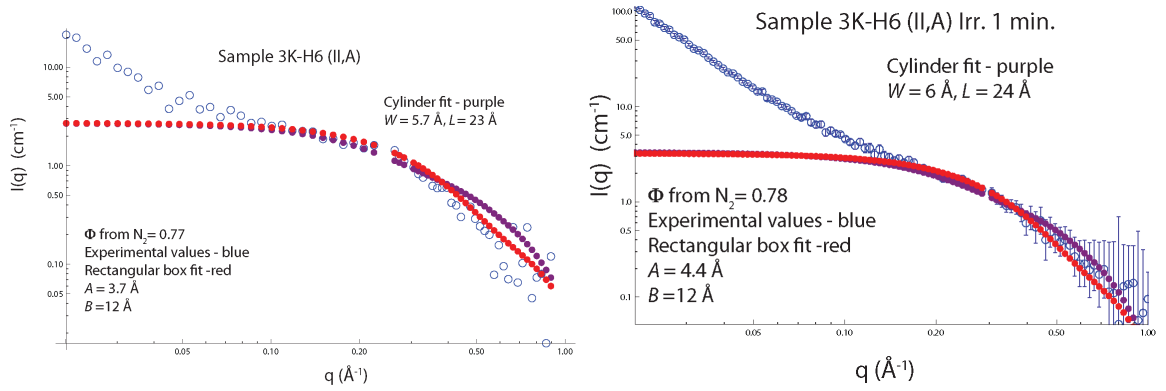 Sample 3K-H6 (II,A)
10.00
5.00
1.00
0.50
0.10
0.05
I(q) (cm⁻¹)
Cylinder fit - purple
W = 5.7 Å, L = 23 Å
Φ from N₂= 0.77
Experimental values - blue
Rectangular box fit -red
A = 3.7 Å
B =12 Å
0.05 0.10 0.20 0.50 1.00
q (Å⁻¹)
Sample 3K-H6 (II,A) Irr. 1 min.
100.0
50.0
10.0
5.0
1.0
0.5
0.1
I(q) (cm⁻¹)
Cylinder fit - purple
W = 6 Å, L = 24 Å
Φ from N₂= 0.78
Experimental values - blue
Rectangular box fit -red
A = 4.4 Å
B = 12 Å
0.05 0.10 0.20 0.50 1.00
q (Å⁻¹)